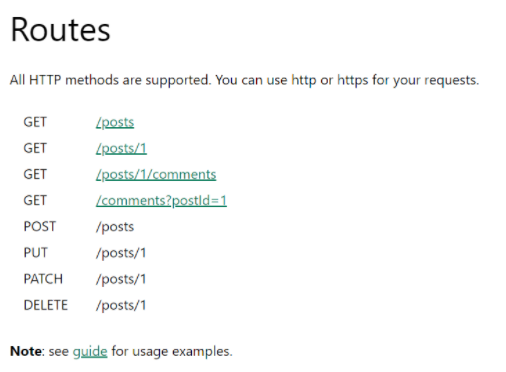 Routes
All HTTP methods are supported. You can use http or https for your requests.
GET /posts
GET /posts/1
GET /posts/1/comments
GET /comments?postId=1
POST /posts
PUT /posts/1
PATCH /posts/1
DELETE /posts/1
Note: see guide for usage examples.